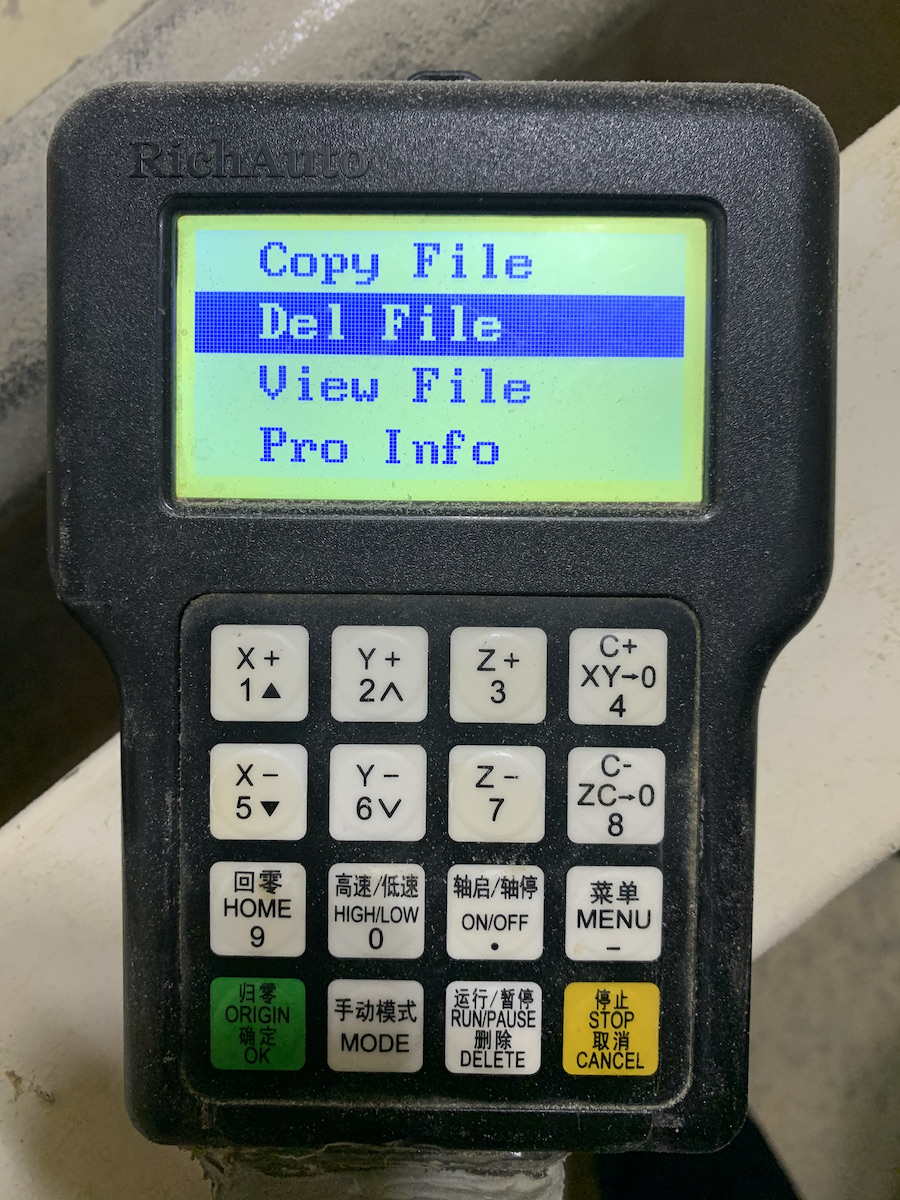 RichAuto
Copy File
Del File
View File
Pro Info
X+
1▲
Y+
2∧
Z+
3
C+
XY→0
4
X−
5▼
Y−
6∨
Z−
7
C-
ZC→0
8
回零
HOME
9
高速/低速
HIGH/LOW
0
轴启/轴停
ON/OFF
•
菜单
MENU
–
归零
ORIGIN
确定
OK
手动模式
MODE
运行/暂停
RUN/PAUSE
删除
DELETE
停止
STOP
取消
CANCEL